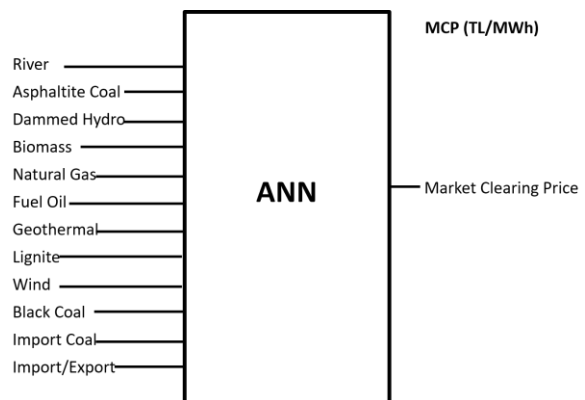 MCP (TL/MWh)
River
Asphaltite Coal
Dammed Hydro
Biomass
Natural Gas
Fuel Oil
Geothermal
Lignite
Wind
Black Coal
Import Coal
Import/Export
ANN
Market Clearing Price